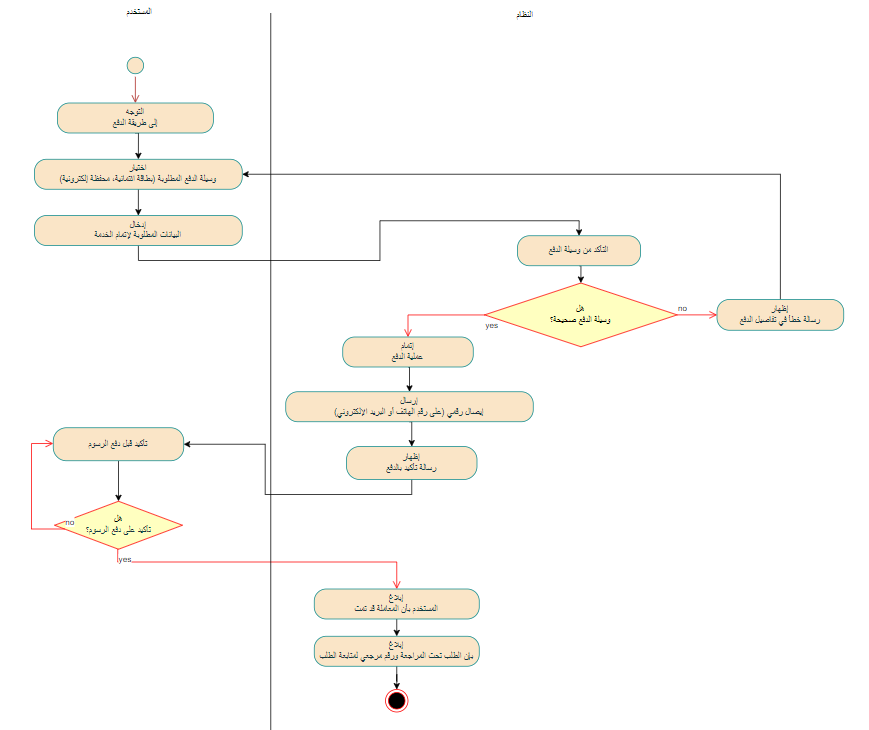 المستخدم
النظام
التوجه
إلى طريقة الدفع
اختيار
وسيلة الدفع المطلوبة (بطاقة ائتمانية، محفظة إلكترونية)
إدخال
البيانات المطلوبة لإتمام الخدمة
التأكد من وسيلة الدفع
هل
وسيلة الدفع صحيحة؟
no
yes
إظهار
رسالة خطأ في تفاصيل الدفع
إتمام
عملية الدفع
إرسال
إيصال رقمي (على رقم الهاتف أو البريد الإلكتروني)
إظهار
رسالة تأكيد بالدفع
تأكيد قبل دفع الرسوم
هل
تأكيد على دفع الرسوم؟
no
yes
إبلاغ
المستخدم بأن المعاملة قد تمت
إبلاغ
بإن الطلب تحت المراجعة ورقم مرجعي لمتابعة الطلب